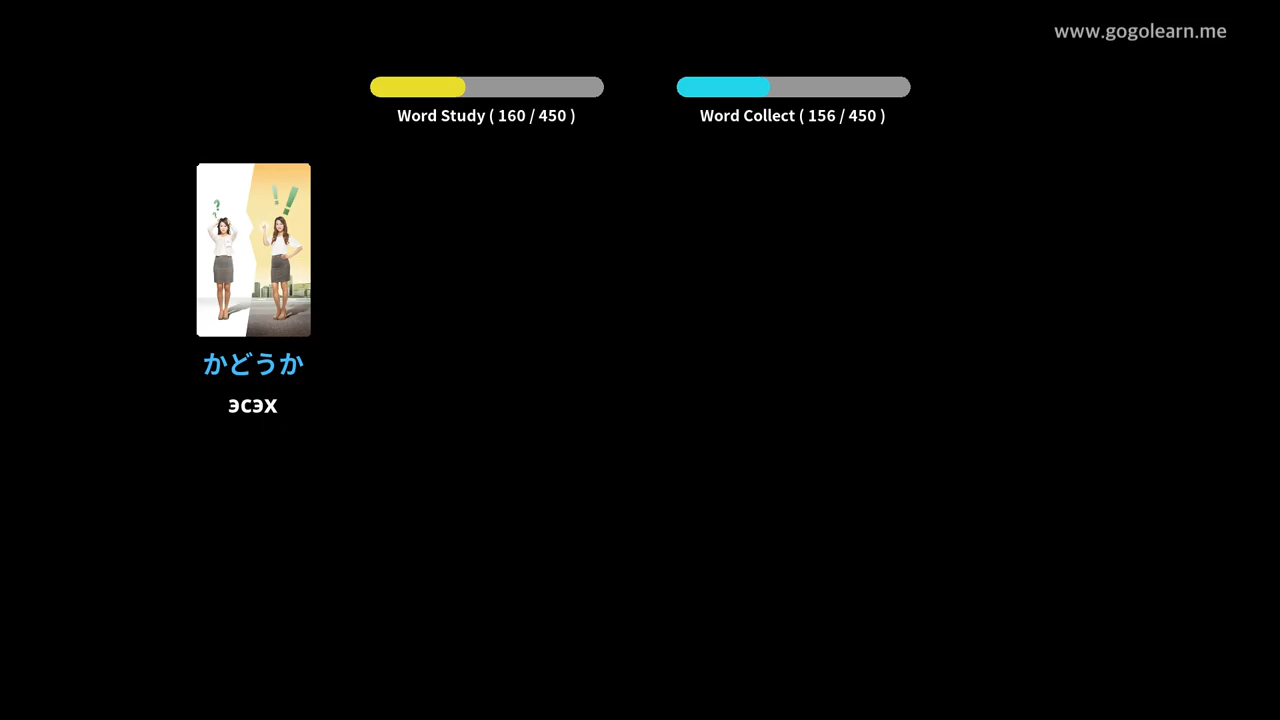 www.gogolearn.me
Word Study ( 160 / 450 )
Word Collect ( 156 / 450 )
? ? ! !
かどうか
эсэх